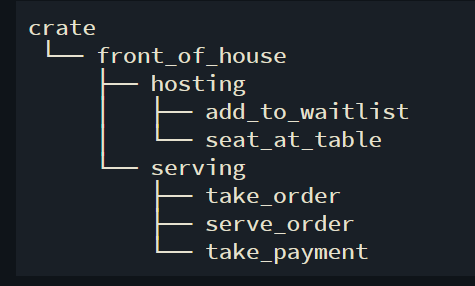 crate
 └── front_of_house
     ├── hosting
     │   ├── add_to_waitlist
     │   └── seat_at_table
     └── serving
         ├── take_order
         ├── serve_order
         └── take_payment